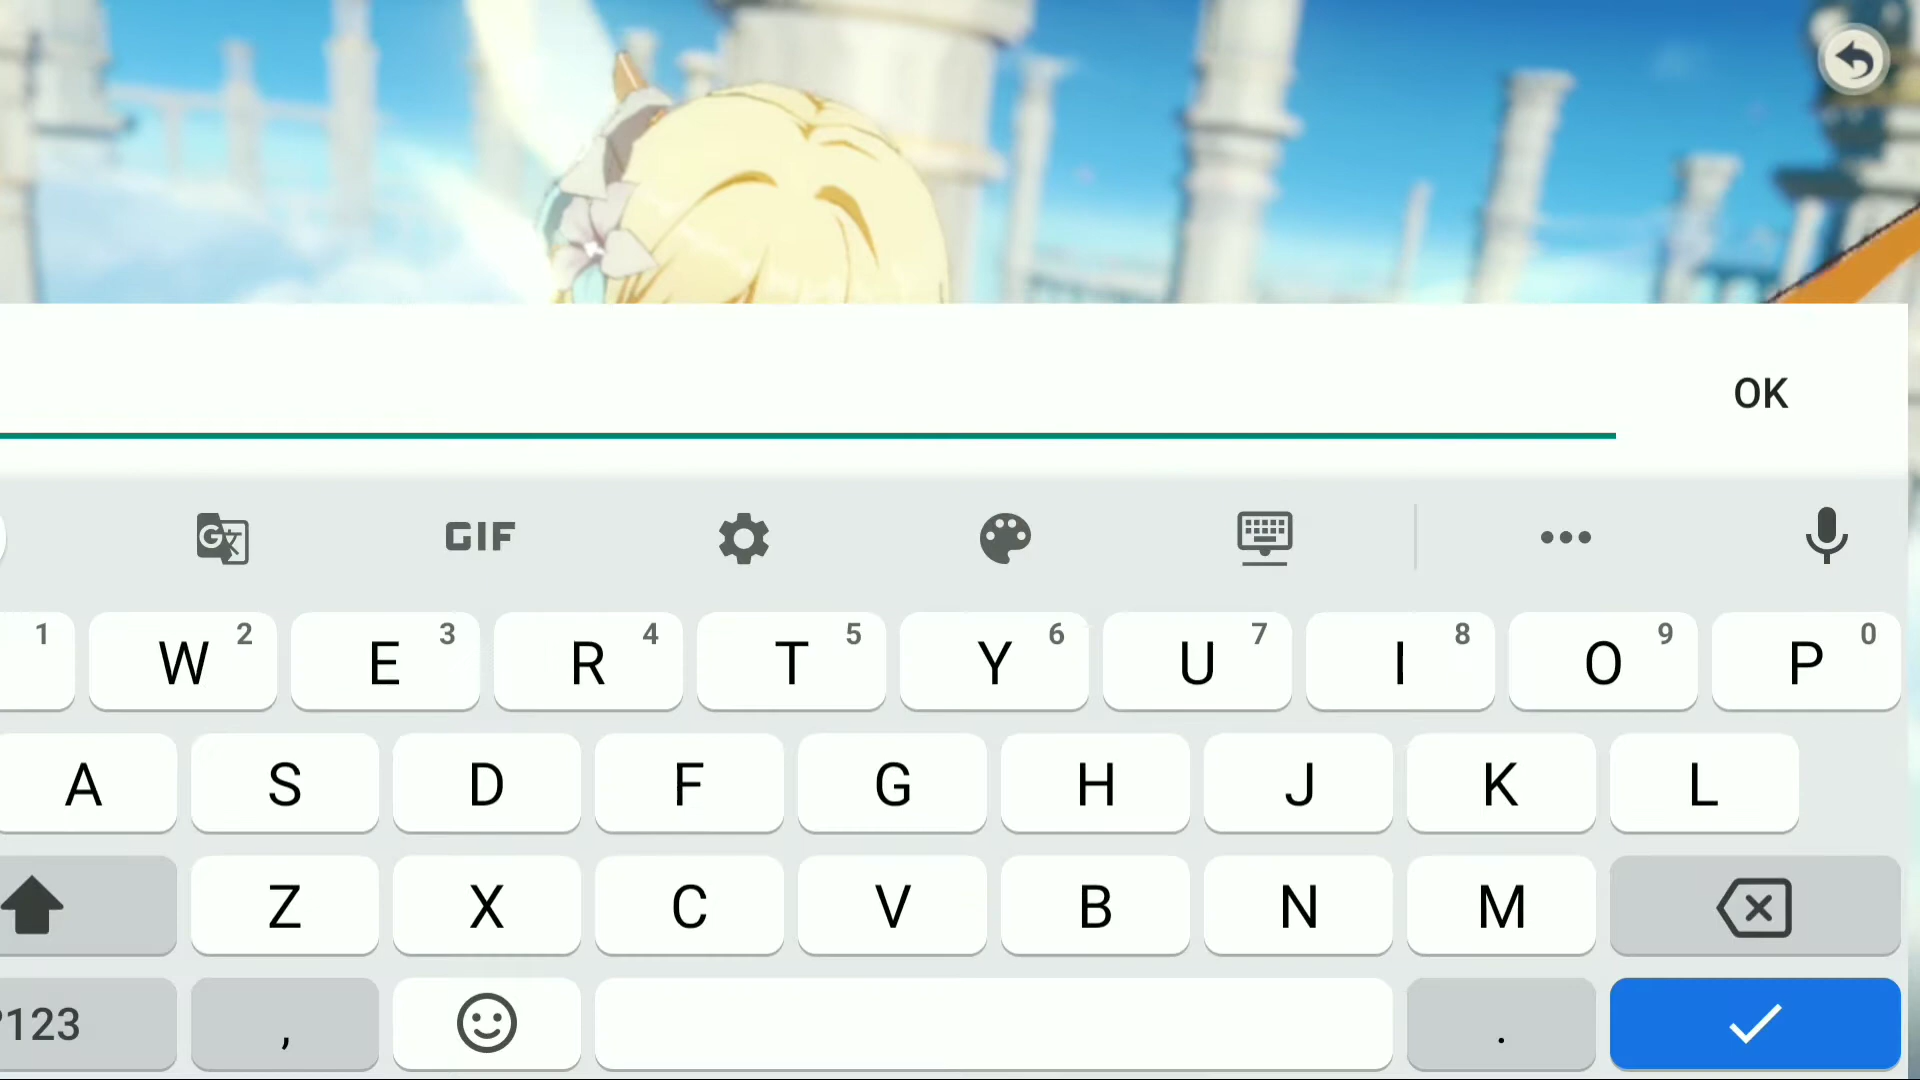 OK
GIF
1 W 2 E 3 R 4 T 5 Y 6 U 7 I 8 O 9 P 0
A S D F G H J K L
Z X C V B N M
?123 , .